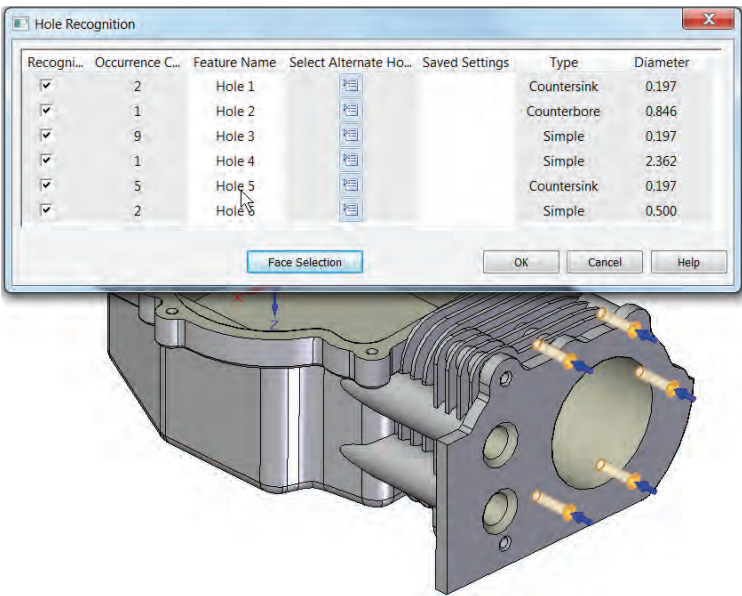 Hole Recognition
Recogni... Occurrence C... Feature Name Select Alternate Ho... Saved Settings Type Diameter
2 Hole 1 Countersink 0.197
1 Hole 2 Counterbore 0.846
9 Hole 3 Simple 0.197
1 Hole 4 Simple 2.362
5 Hole 5 Countersink 0.197
2 Hole 6 Simple 0.500
Face Selection OK Cancel Help
X
Z